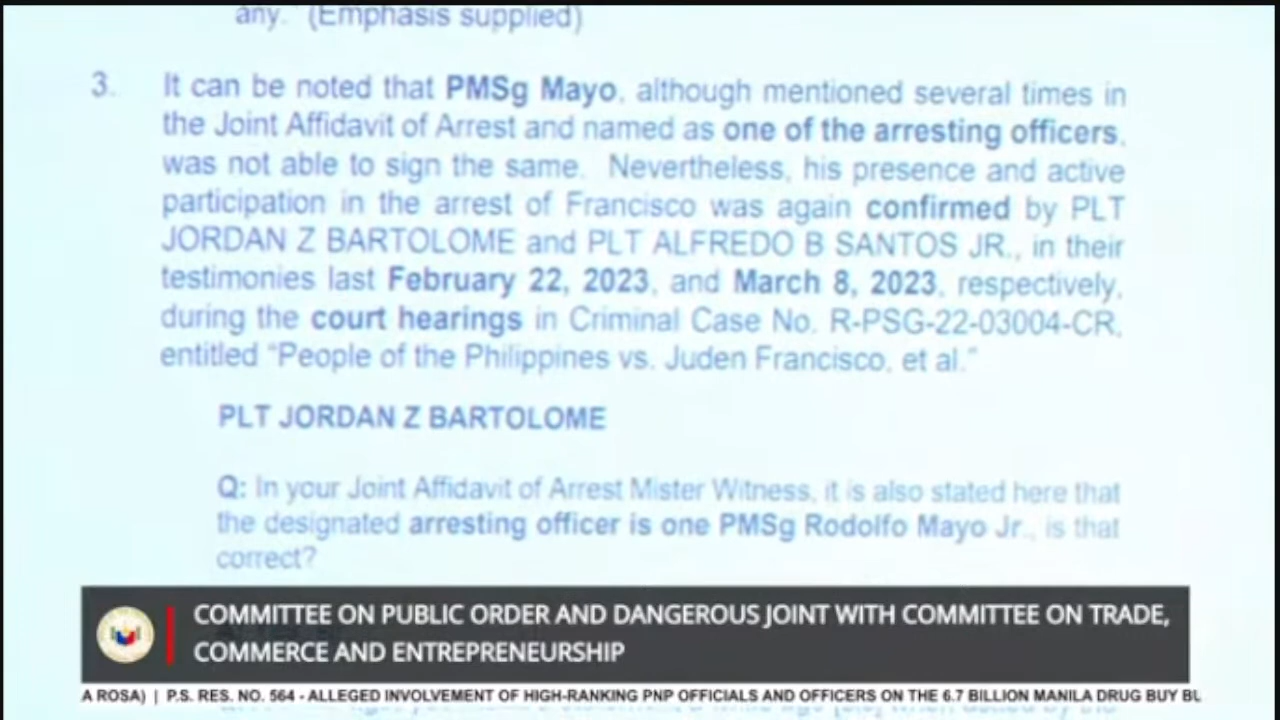 any." (Emphasis supplied)
3. It can be noted that PMSg Mayo, although mentioned several times in
the Joint Affidavit of Arrest and named as one of the arresting officers,
was not able to sign the same. Nevertheless, his presence and active
participation in the arrest of Francisco was again confirmed by PLT
JORDAN Z BARTOLOME and PLT ALFREDO B SANTOS JR., in their
testimonies last February 22, 2023, and March 8, 2023, respectively,
during the court hearings in Criminal Case No. R-PSG-22-03004-CR,
entitled "People of the Philippines vs. Juden Francisco, et al."
PLT JORDAN Z BARTOLOME
Q: In your Joint Affidavit of Arrest Mister Witness, it is also stated here that
the designated arresting officer is one PMSg Rodolfo Mayo Jr., is that
correct?
COMMITTEE ON PUBLIC ORDER AND DANGEROUS JOINT WITH COMMITTEE ON TRADE,
COMMERCE AND ENTREPRENEURSHIP
A ROSA) | P.S. RES. NO. 564 - ALLEGED INVOLVEMENT OF HIGH-RANKING PNP OFFICIALS AND OFFICERS ON THE 6.7 BILLION MANILA DRUG BUY BU